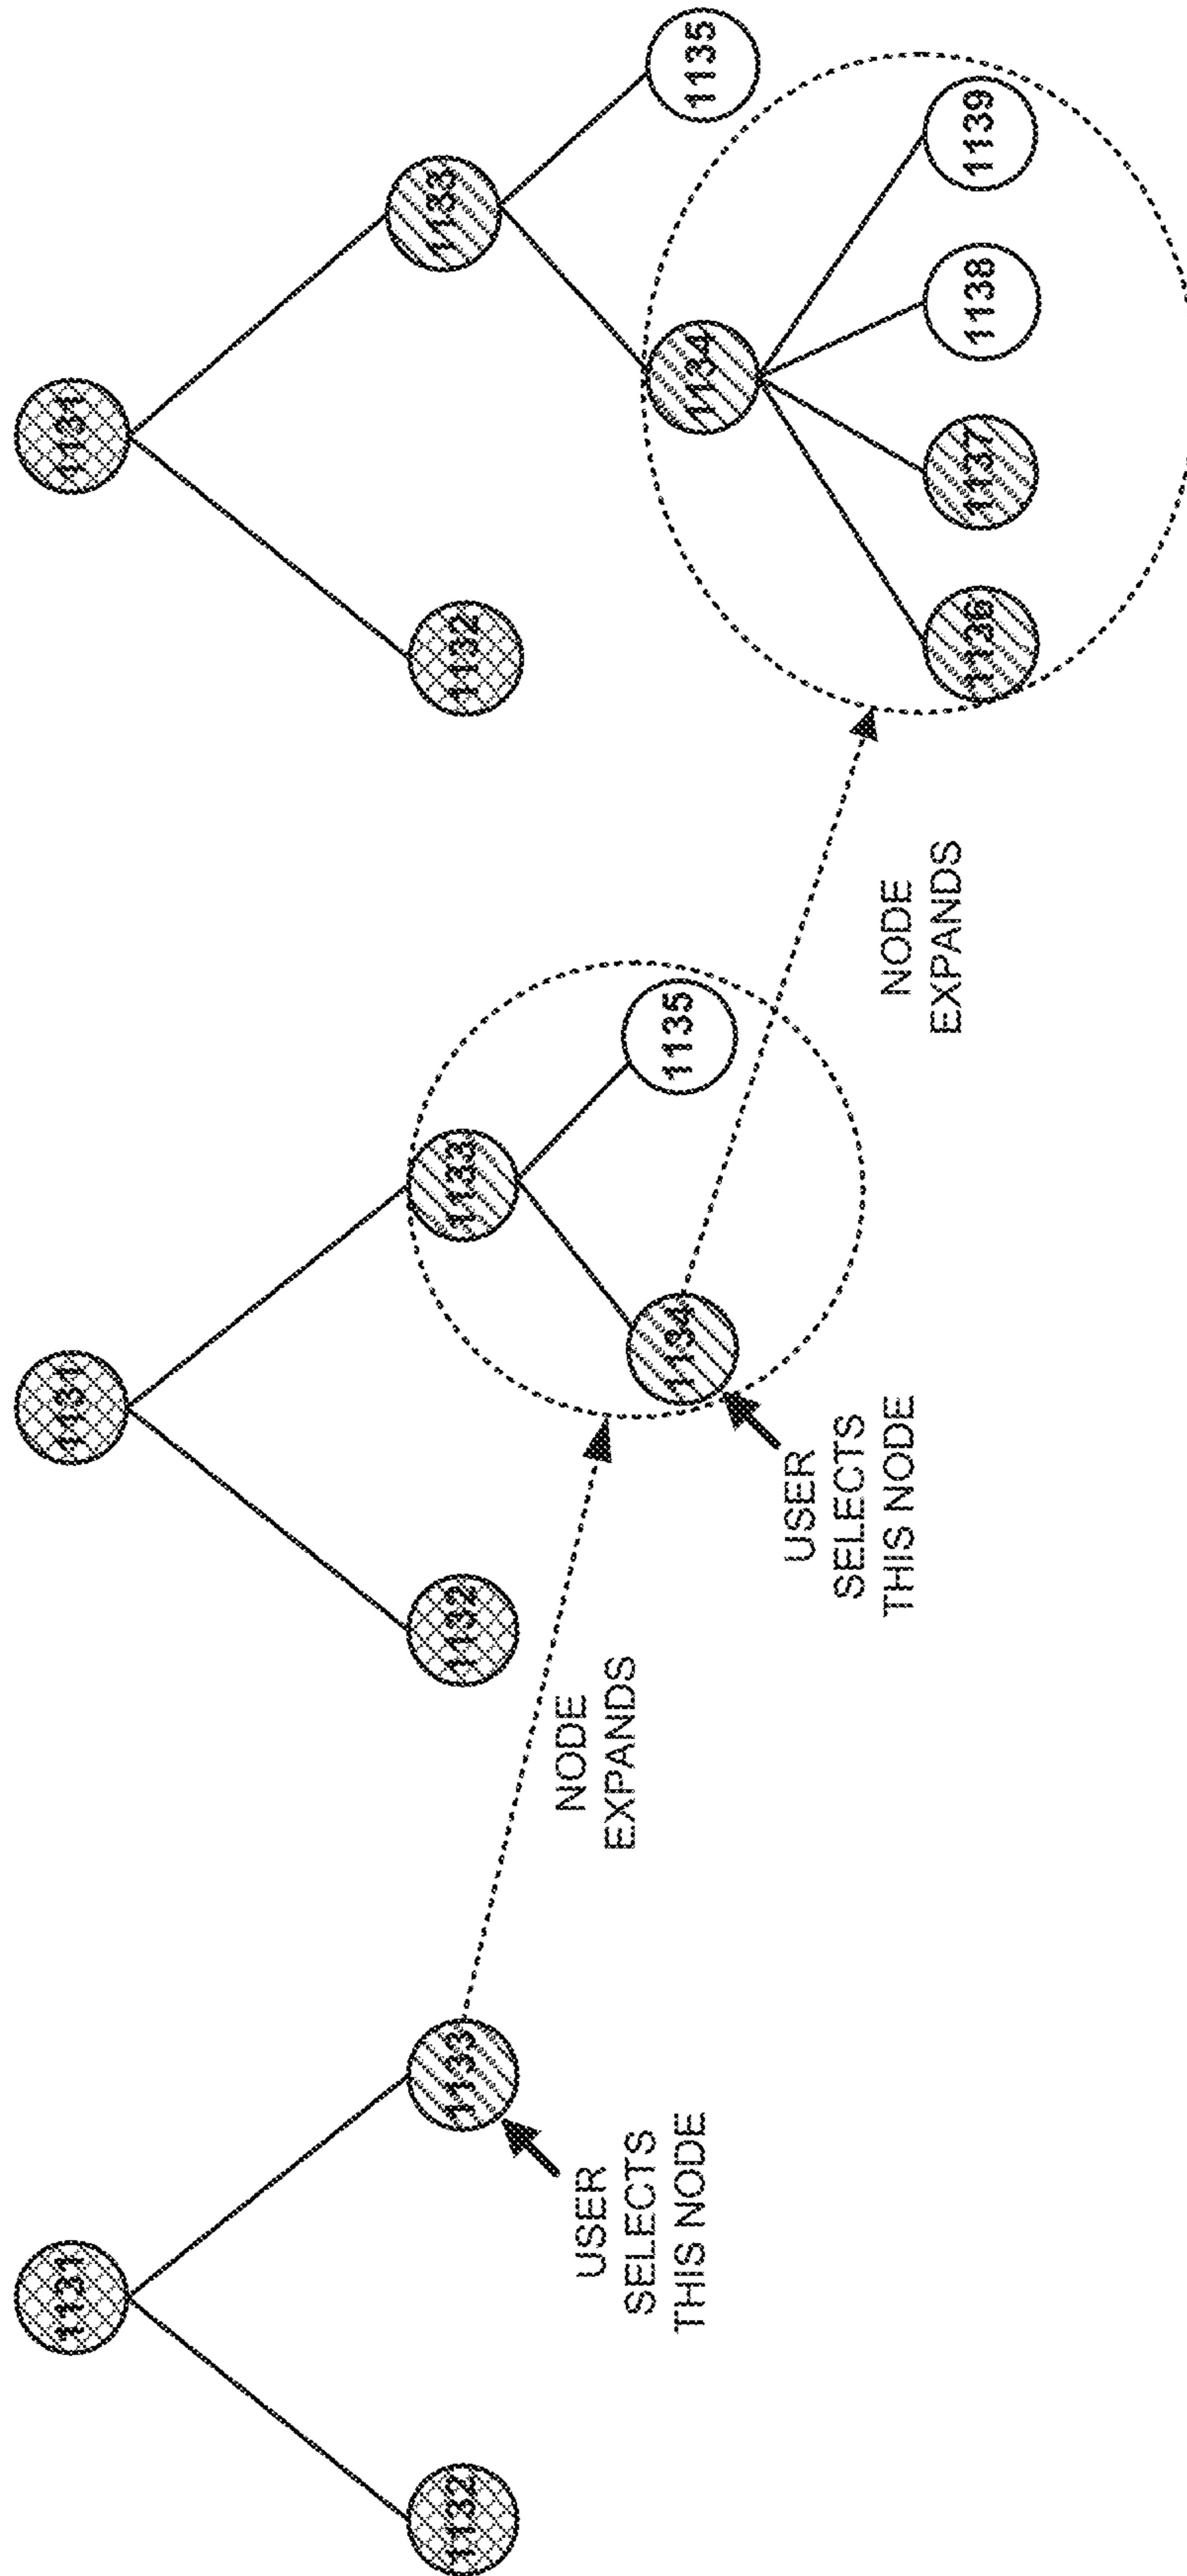 1131
1132
1133
USER
SELECTS
THIS NODE
NODE
EXPANDS
1131
1132
1133
1134
1135
USER
SELECTS
THIS NODE
NODE
EXPANDS
1131
1132
1133
1134
1135
1136
1137
1138
1139